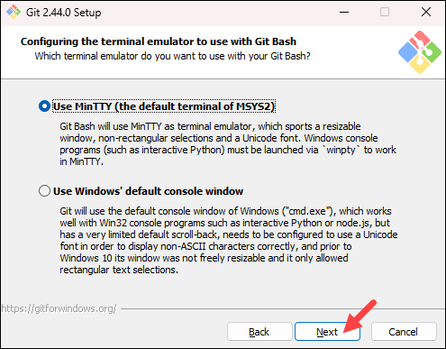 Git 2.44.0 Setup
Configuring the terminal emulator to use with Git Bash
Which terminal emulator do you want to use with your Git Bash?
Use MinTTY (the default terminal of MSYS2)
Git Bash will use MinTTY as terminal emulator, which sports a resizable
window, non-rectangular selections and a Unicode font. Windows console
programs (such as interactive Python) must be launched via `winpty` to work
in MinTTY.
Use Windows' default console window
Git will use the default console window of Windows ("cmd.exe"), which works
well with Win32 console programs such as interactive Python or node.js, but
has a very limited default scroll-back, needs to be configured to use a Unicode
font in order to display non-ASCII characters correctly, and prior to
Windows 10 its window was not freely resizable and it only allowed
rectangular text selections.
https://gitforwindows.org/
Back Next Cancel